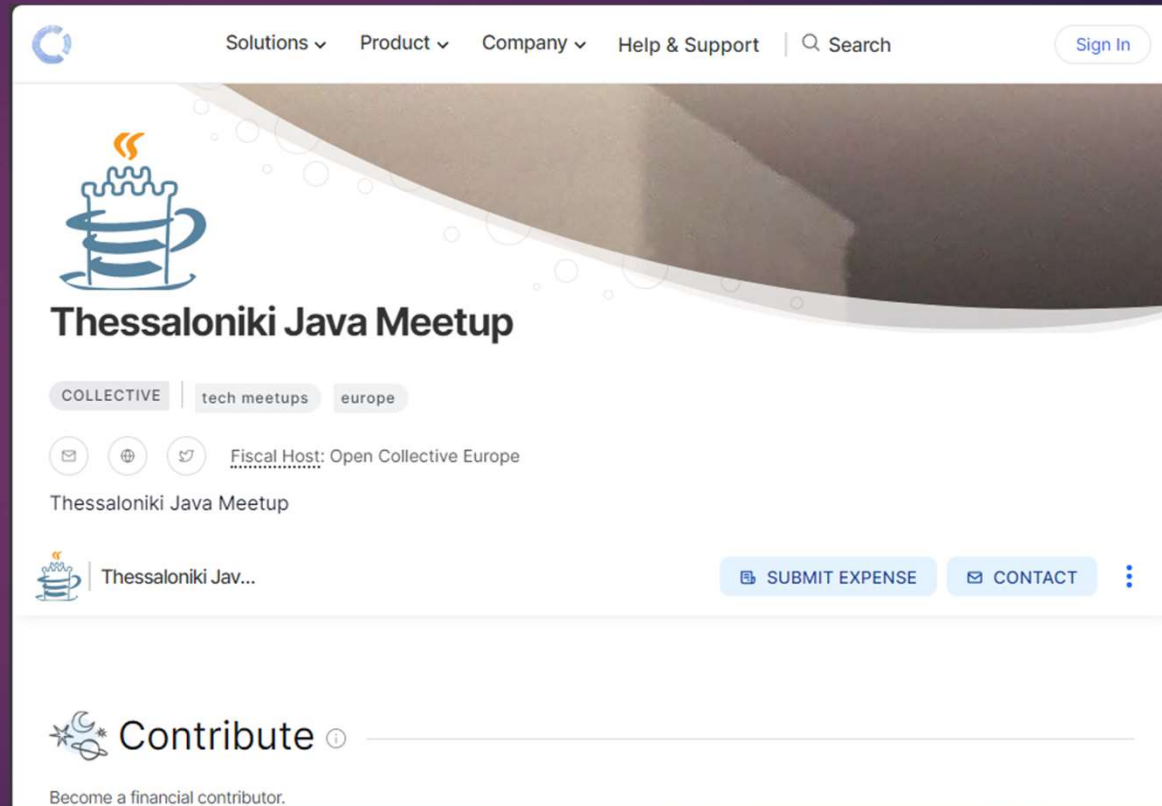 Solutions Product Company Help & Support Search Sign In
Thessaloniki Java Meetup
COLLECTIVE tech meetups europe
Fiscal Host: Open Collective Europe
Thessaloniki Java Meetup
Thessaloniki Jav... SUBMIT EXPENSE CONTACT
Contribute
Become a financial contributor.